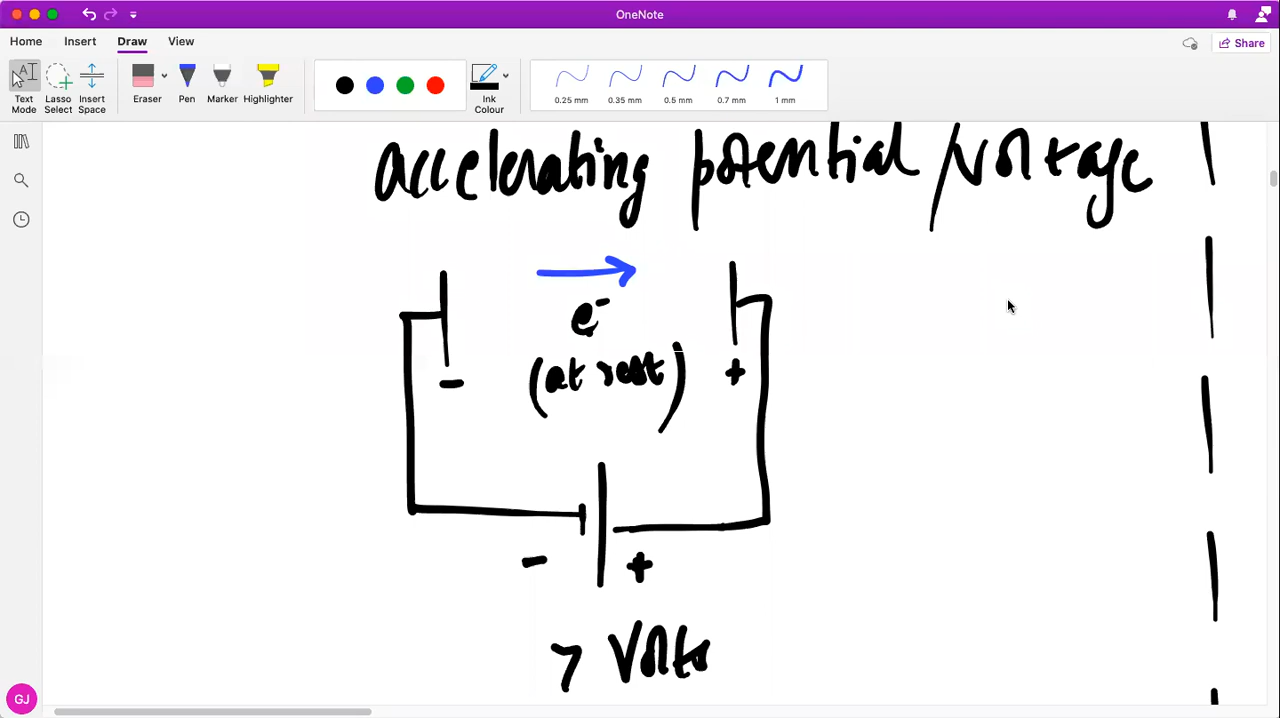 OneNote
Home Insert Draw View Share
Text Mode
Lasso Select
Insert Space
Eraser
Pen
Marker
Highlighter
Ink Colour
0.25 mm 0.35 mm 0.5 mm 0.7 mm 1 mm
accelerating potential/voltage
e⁻
(at rest)
- +
- +
7 Volts
GJ